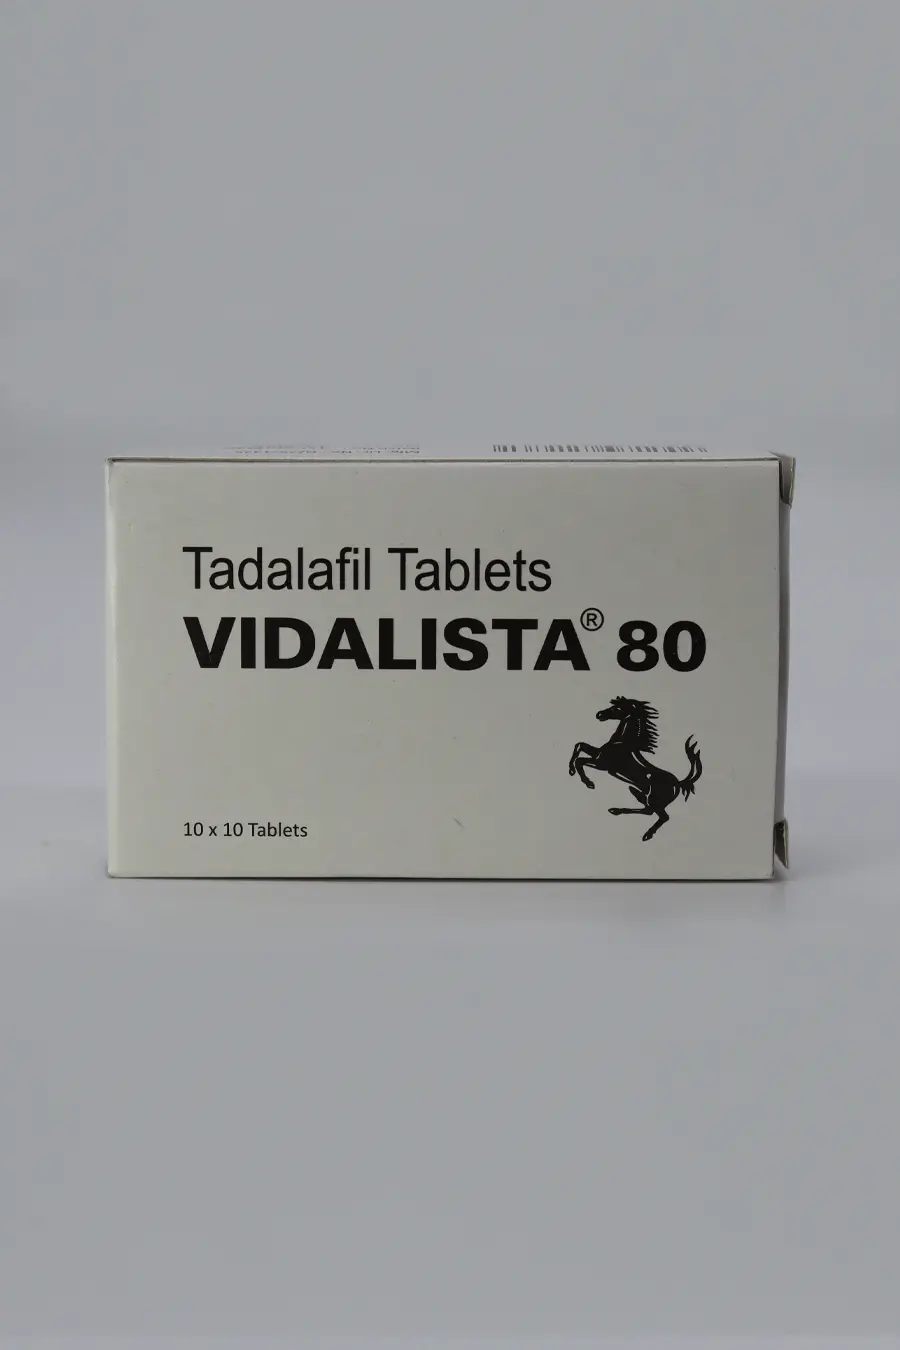 Tadalafil Tablets
VIDALISTA® 80
10 x 10 Tablets